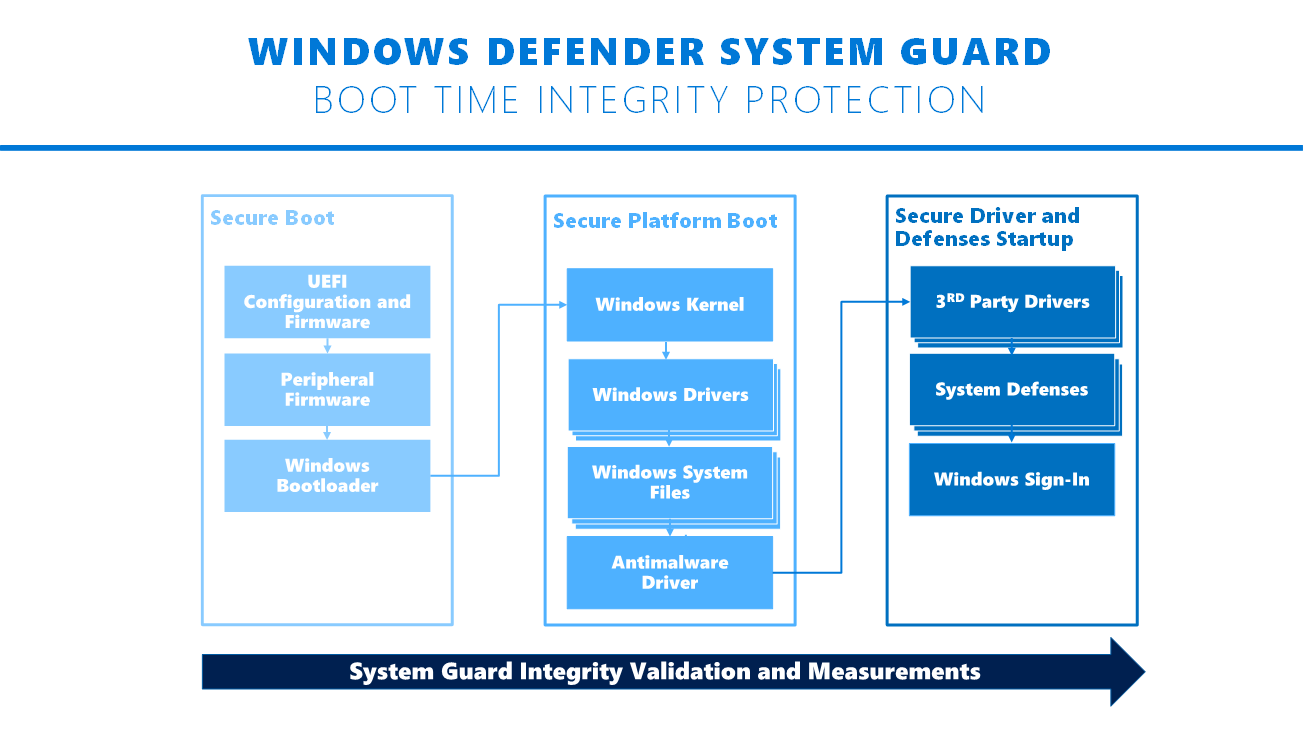 WINDOWS DEFENDER SYSTEM GUARD
BOOT TIME INTEGRITY PROTECTION
Secure Boot
UEFI
Configuration and
Firmware
Peripheral
Firmware
Windows
Bootloader
Secure Platform Boot
Windows Kernel
Windows Drivers
Windows System
Files
Antimalware
Driver
Secure Driver and
Defenses Startup
3RD Party Drivers
System Defenses
Windows Sign-In
System Guard Integrity Validation and Measurements